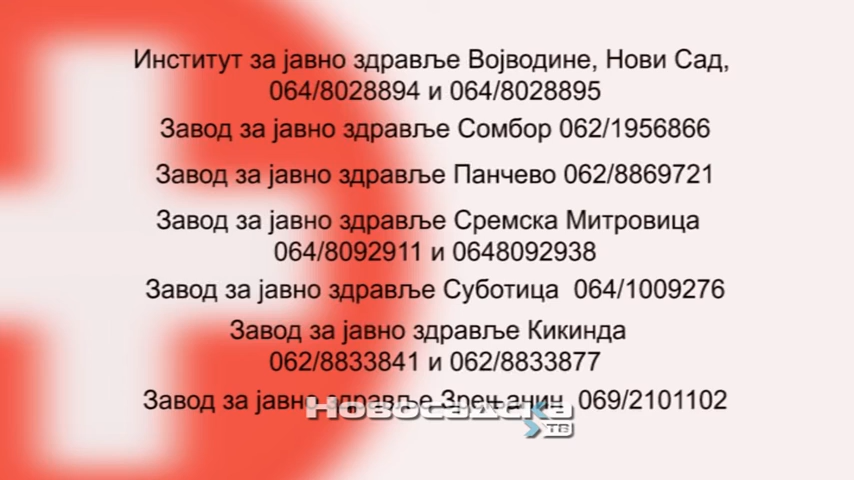 Институт за јавно здравље Војводине, Нови Сад,
064/8028894 и 064/8028895
Завод за јавно здравље Сомбор 062/1956866
Завод за јавно здравље Панчево 062/8869721
Завод за јавно здравље Сремска Митровица
064/8092911 и 0648092938
Завод за јавно здравље Суботица 064/1009276
Завод за јавно здравље Кикинда
062/8833841 и 062/8833877
Завод за јавно здравље Зрењанин 069/2101102
Новосадска
ТВ